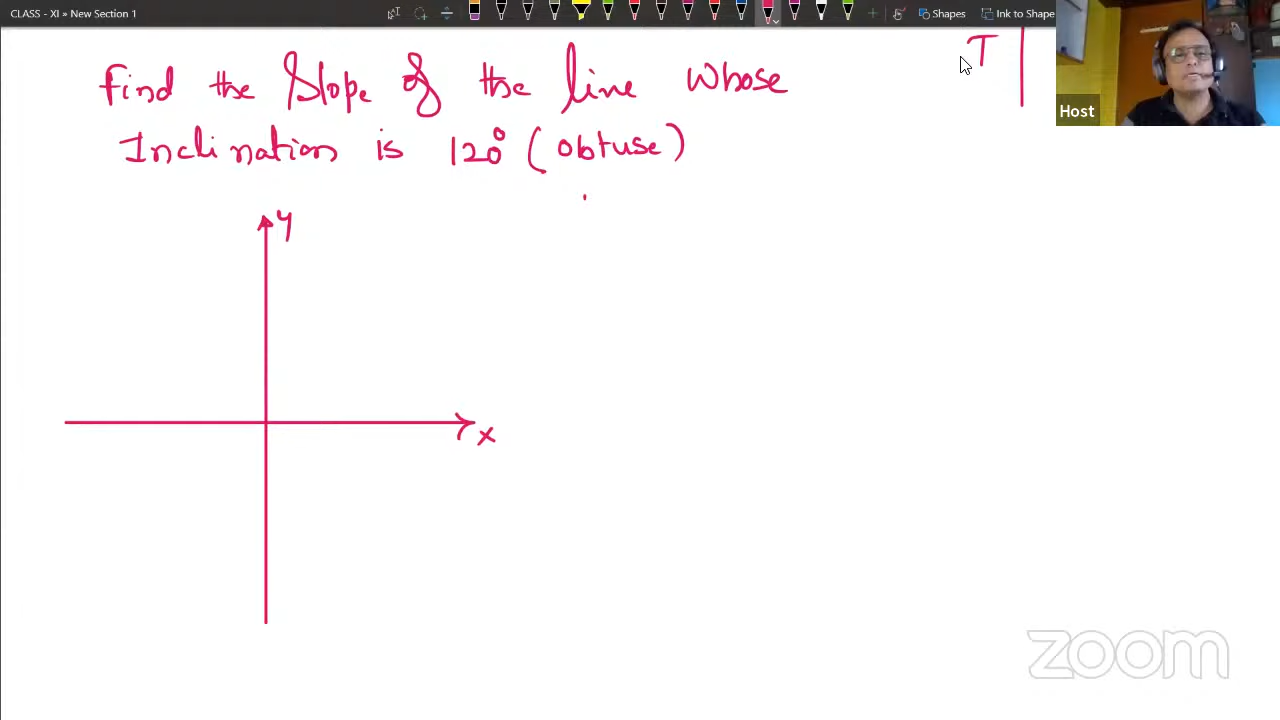 CLASS - XI » New Section 1
Shapes
Ink to Shape
T
Host
Find the Slope of the line whose
Inclination is 120° (obtuse)
y
x
zoom